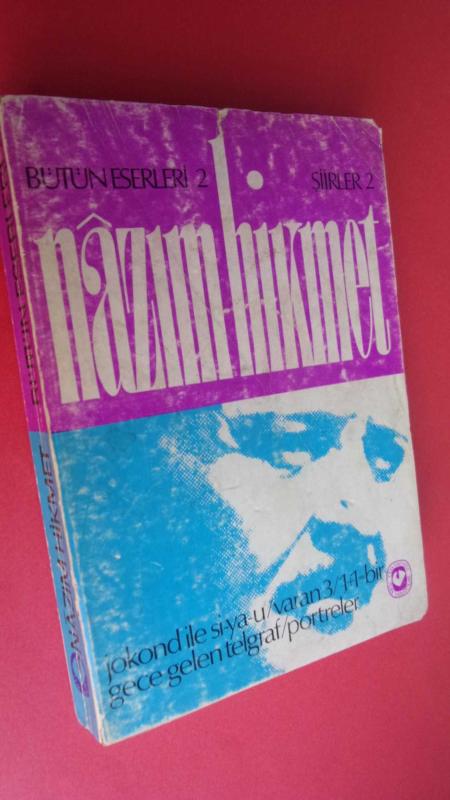 BÜTÜN ESERLERİ 2 ŞİİRLER 2
nâzım hikmet
jokond ile si-ya-u/varan 3/1+1=bir
gece gelen telgraf/portreler
BÜTÜN ESERLERİ
NÂZIM HİKMET